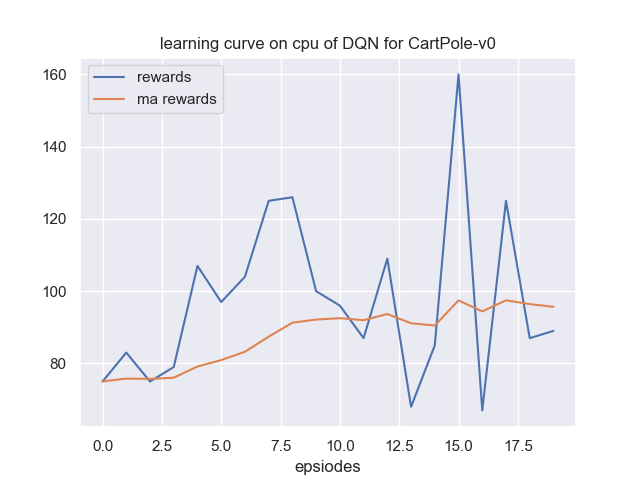 learning curve on cpu of DQN for CartPole-v0
rewards
ma rewards
160
140
120
100
80
0.0 2.5 5.0 7.5 10.0 12.5 15.0 17.5
epsiodes